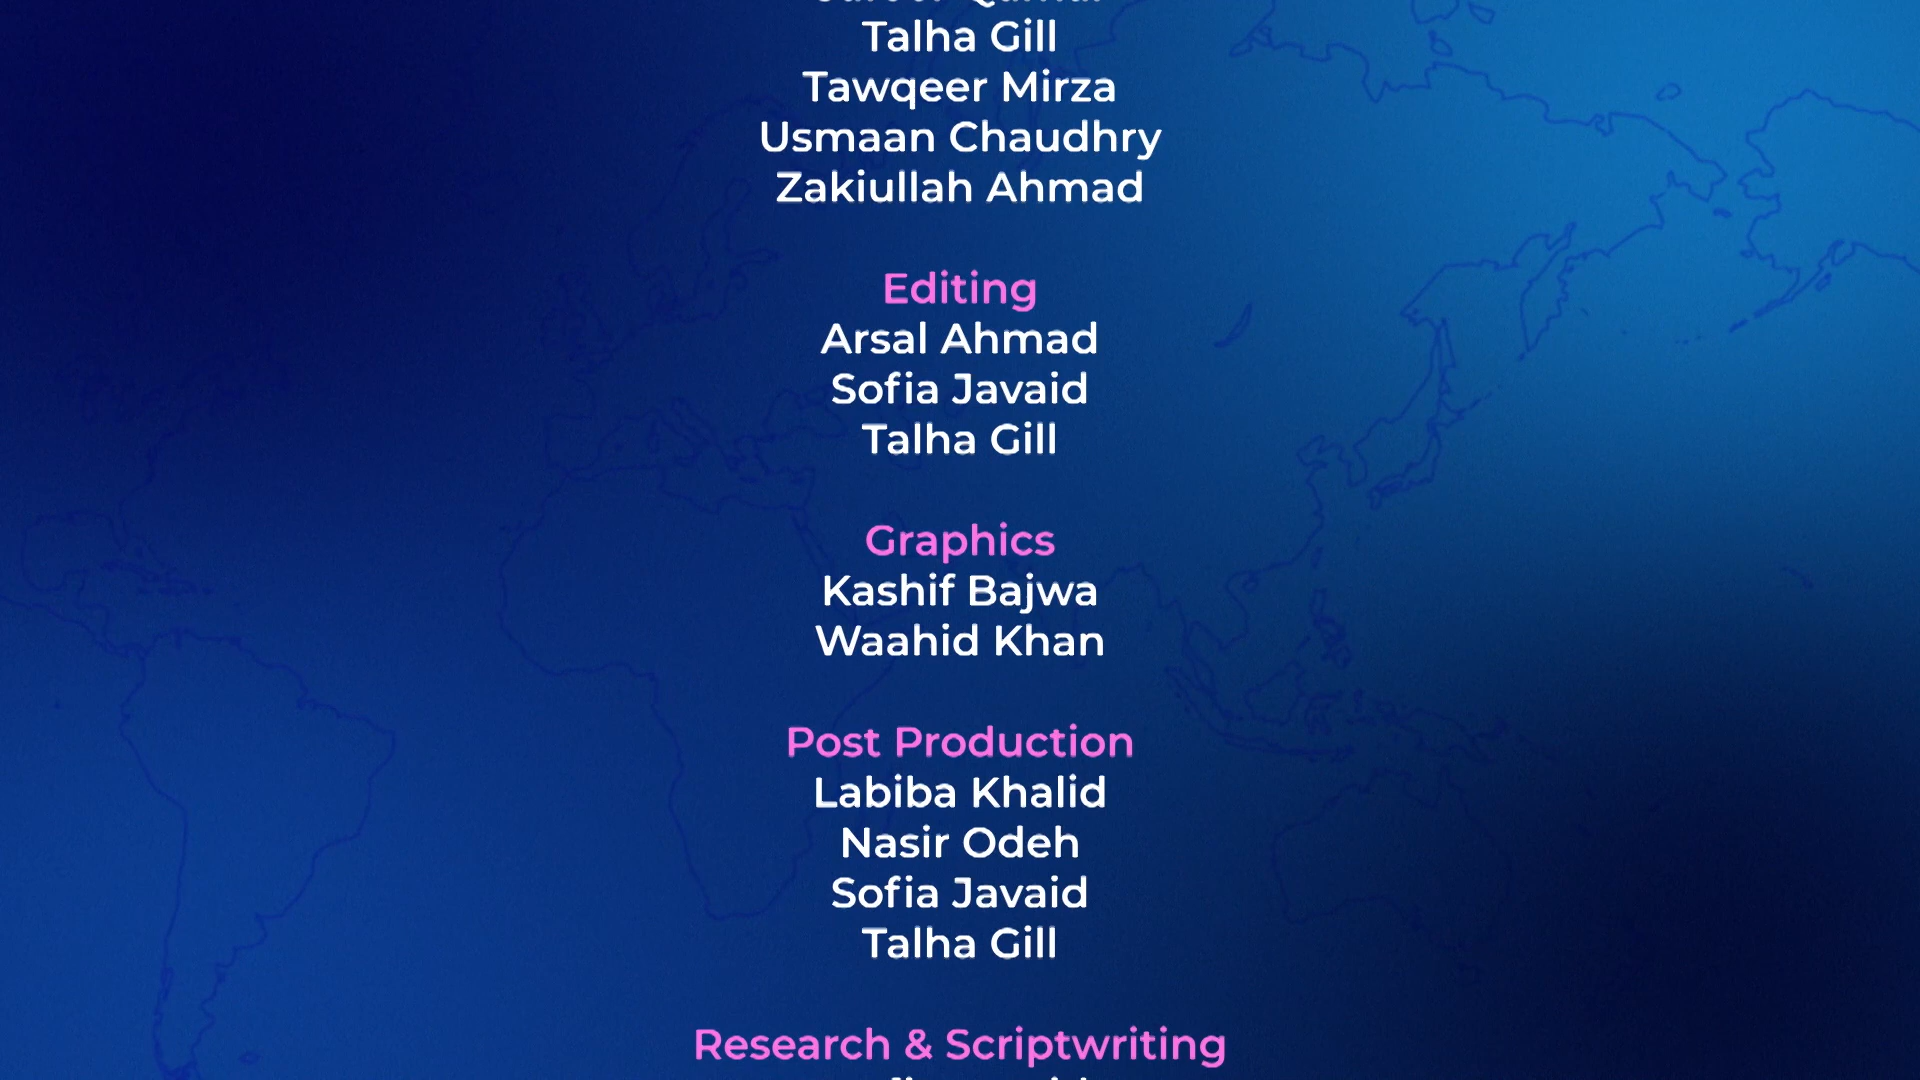 Talha Gill
Tawqeer Mirza
Usmaan Chaudhry
Zakiullah Ahmad
Editing
Arsal Ahmad
Sofia Javaid
Talha Gill
Graphics
Kashif Bajwa
Waahid Khan
Post Production
Labiba Khalid
Nasir Odeh
Sofia Javaid
Talha Gill
Research & Scriptwriting